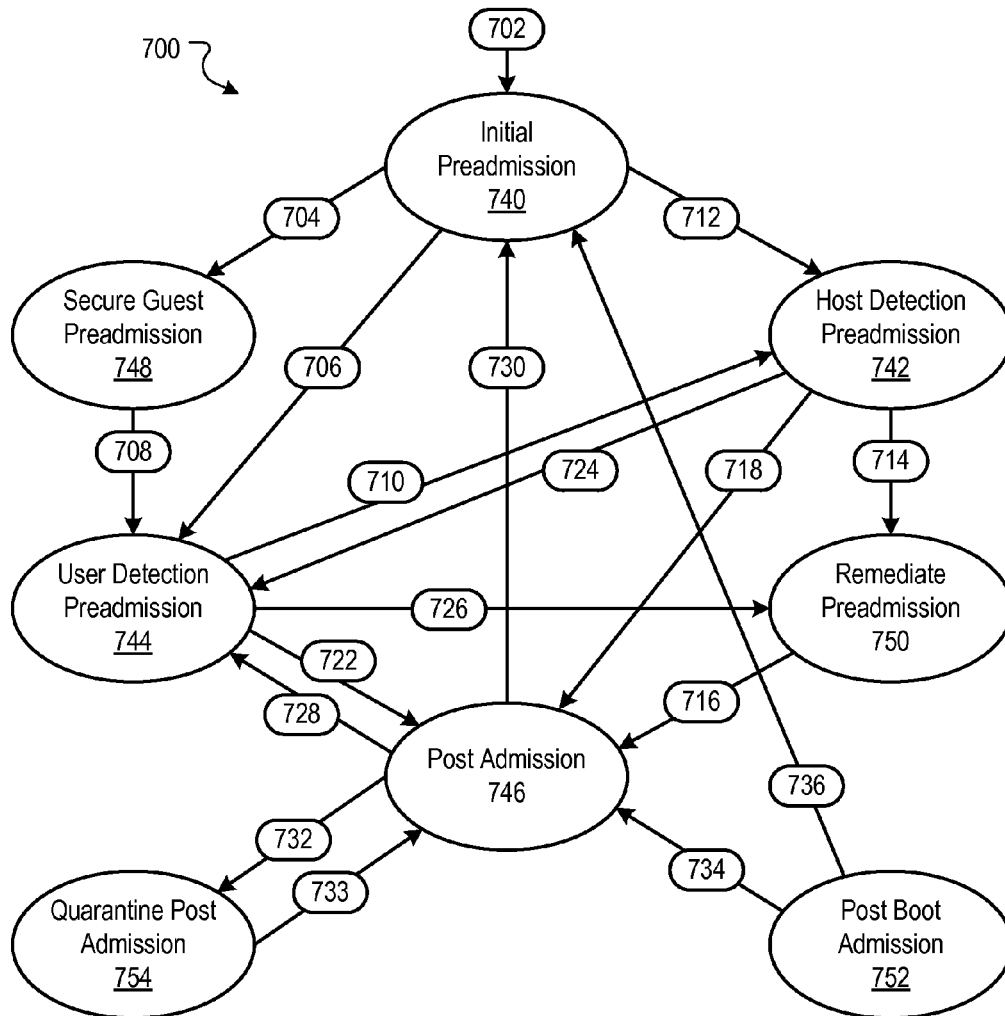 702
700
Initial
Preadmission
740
704
712
Secure Guest
Preadmission
748
Host Detection
Preadmission
742
706
730
708
710
724
718
714
User Detection
Preadmission
744
Remediate
Preadmission
750
726
722
728
716
Post Admission
746
736
732
733
734
Quarantine Post
Admission
754
Post Boot
Admission
752